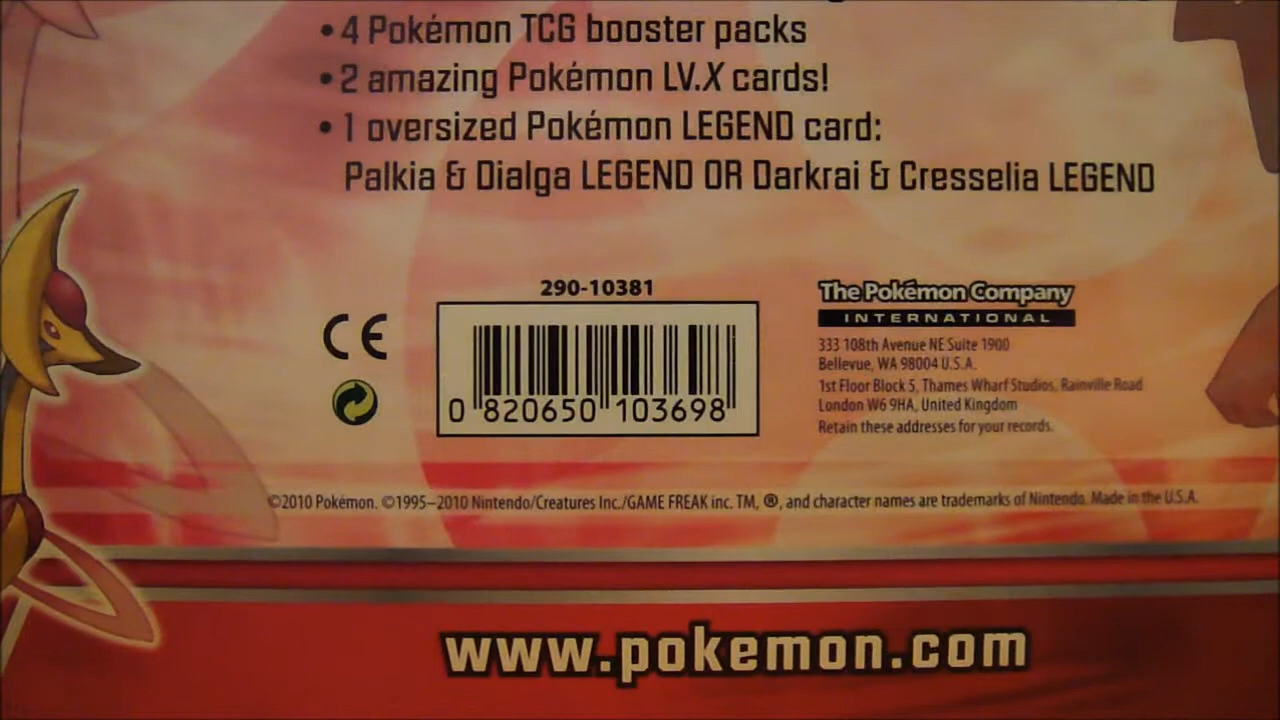 • 4 Pokémon TCG booster packs
• 2 amazing Pokémon LV.X cards!
• 1 oversized Pokémon LEGEND card:
Palkia & Dialga LEGEND OR Darkrai & Cresselia LEGEND
290-10381
CE
0 820650 103698
The Pokémon Company
INTERNATIONAL
333 108th Avenue NE Suite 1900
Bellevue, WA 98004 U.S.A.
1st Floor Block 5, Thames Wharf Studios, Rainville Road
London W6 9HA, United Kingdom
Retain these addresses for your records.
©2010 Pokémon. ©1995–2010 Nintendo/Creatures Inc./GAME FREAK inc. TM, ®, and character names are trademarks of Nintendo. Made in the U.S.A.
www.pokemon.com